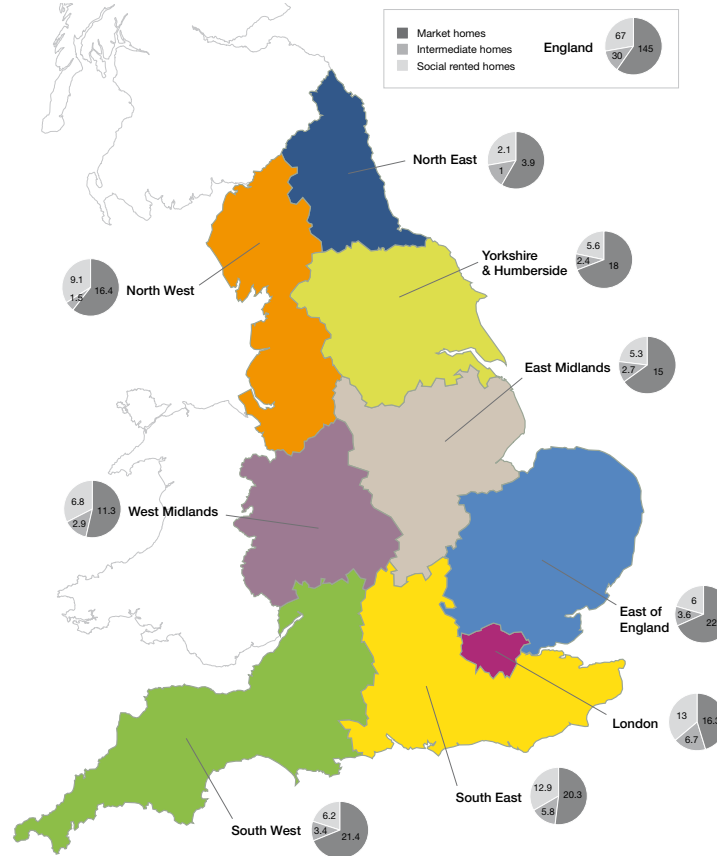 Market homes
Intermediate homes
Social rented homes
England
67
30
145
North East
2.1
1
3.9
Yorkshire
& Humberside
5.6
2.4
18
North West
9.1
1.5
16.4
East Midlands
5.3
2.7
15
West Midlands
6.8
2.9
11.3
East of
England
6
3.6
22
London
13
6.7
South East
12.9
5.8
20.3
South West
6.2
3.4
21.4